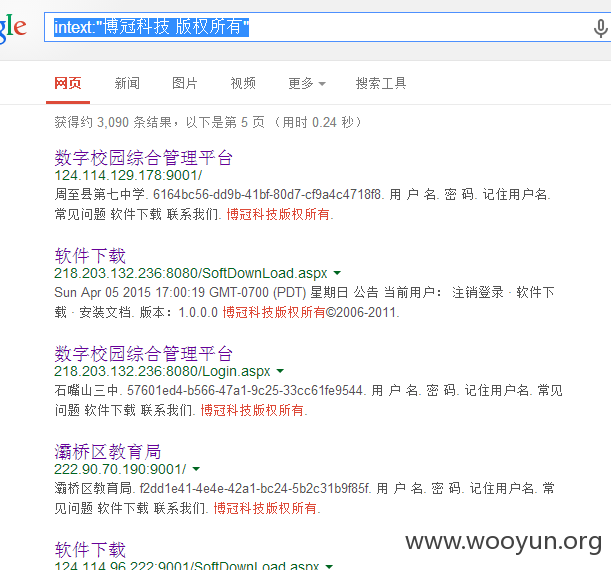 gle
intext:"博冠科技 版权所有"
网页 新闻 图片 视频 更多 搜索工具
获得约 3,090 条结果，以下是第 5 页 （用时 0.24 秒）
数字校园综合管理平台
124.114.129.178:9001/
周至县第七中学. 6164bc56-dd9b-41bf-80d7-cf9a4c4718f8. 用 户 名. 密 码. 记住用户名.
常见问题 软件下载 联系我们. 博冠科技版权所有.
软件下载
218.203.132.236:8080/SoftDownLoad.aspx
Sun Apr 05 2015 17:00:19 GMT-0700 (PDT) 星期日 公告 当前用户： 注销登录 · 软件下
载 · 安装文档. 版本：1.0.0.0 博冠科技版权所有©2006-2011.
数字校园综合管理平台
218.203.132.236:8080/Login.aspx
石嘴山三中. 57601ed4-b566-47a1-9c25-33cc61fe9544. 用 户 名. 密 码. 记住用户名. 常见
问题 软件下载 联系我们. 博冠科技版权所有.
灞桥区教育局
222.90.70.190:9001/
灞桥区教育局. f2dd1e41-4e4e-42a1-bc24-5b2c31b9f85f. 用 户 名. 密 码. 记住用户名. 常
见问题 软件下载 联系我们. 博冠科技版权所有.
软件下载
www.wooyun.org
124.114.96.222:9001/SoftDownLoad.aspx